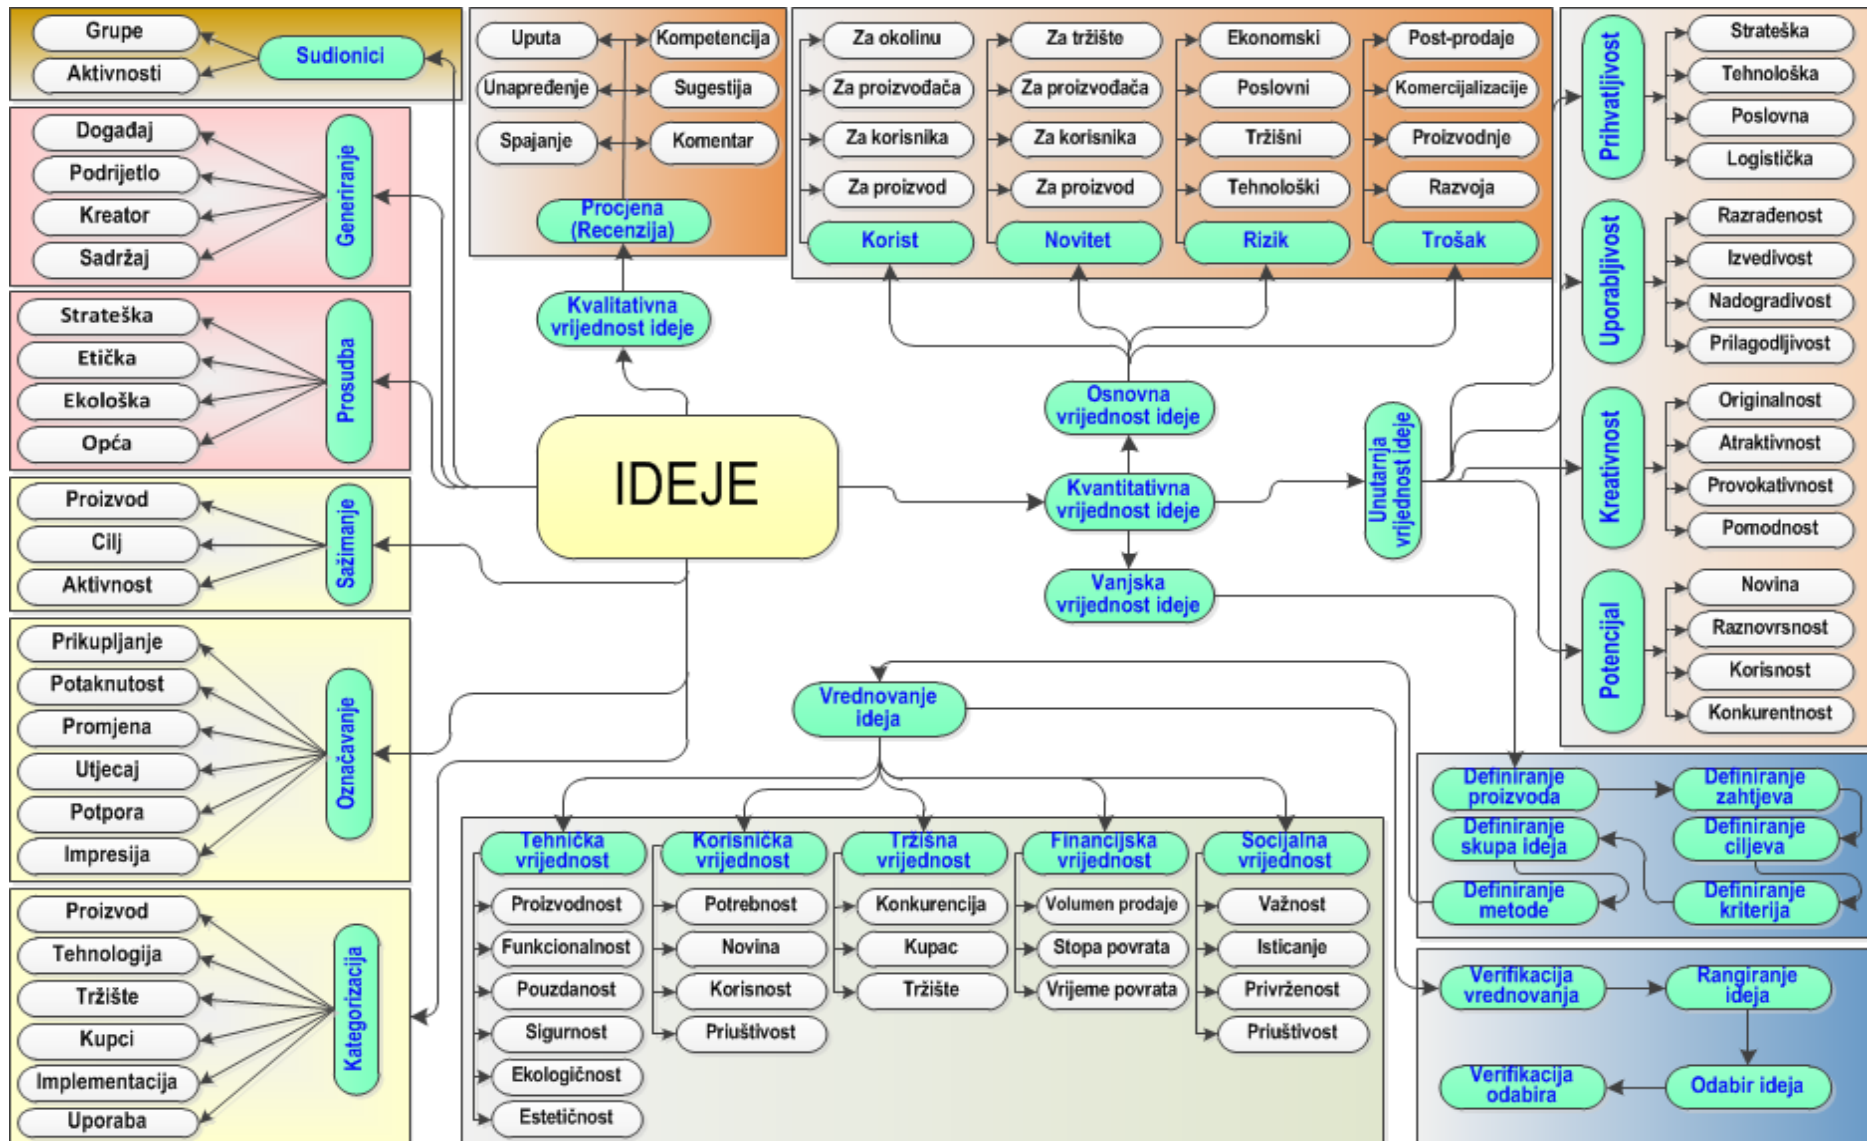 Grupe
Aktivnosti
Sudionici
Događaj
Podrijetlo
Kreator
Sadržaj
Generiranje
Strateška
Etička
Ekološka
Opća
Prosudba
Proizvod
Cilj
Aktivnost
Sažimanje
Prikupljanje
Potaknutost
Promjena
Utjecaj
Potpora
Impresija
Označavanje
Proizvod
Tehnologija
Tržište
Kupci
Implementacija
Uporaba
Kategorizacija
Uputa
Kompetencija
Unapređenje
Sugestija
Spajanje
Komentar
Procjena
(Recenzija)
Kvalitativna
vrijednost ideje
IDEJE
Za okolinu
Za proizvođača
Za korisnika
Za proizvod
Korist
Za tržište
Za proizvođača
Za korisnika
Za proizvod
Novitet
Ekonomski
Poslovni
Tržišni
Tehnološki
Rizik
Post-prodaje
Komercijalizacije
Proizvodnje
Razvoja
Trošak
Osnovna
vrijednost ideje
Kvantitativna
vrijednost ideje
Vanjska
vrijednost ideje
Unutarnja
vrijednost ideje
Prihvatljivost
Strateška
Tehnološka
Poslovna
Logistička
Uporabljivost
Razrađenost
Izvedivost
Nadogradivost
Prilagodljivost
Kreativnost
Originalnost
Atraktivnost
Provokativnost
Pomodnost
Potencijal
Novina
Raznovrsnost
Korisnost
Konkurentnost
Vrednovanje
ideja
Tehnička
vrijednost
Proizvodnost
Funkcionalnost
Pouzdanost
Sigurnost
Ekologičnost
Estetičnost
Korisnička
vrijednost
Potrebnost
Novina
Korisnost
Priuštivost
Tržišna
vrijednost
Konkurencija
Kupac
Tržište
Financijska
vrijednost
Volumen prodaje
Stopa povrata
Vrijeme povrata
Socijalna
vrijednost
Važnost
Isticanje
Privrženost
Priuštivost
Definiranje
proizvoda
Definiranje
zahtjeva
Definiranje
skupa ideja
Definiranje
ciljeva
Definiranje
metode
Definiranje
kriterija
Verifikacija
vrednovanja
Rangiranje
ideja
Verifikacija
odabira
Odabir ideja